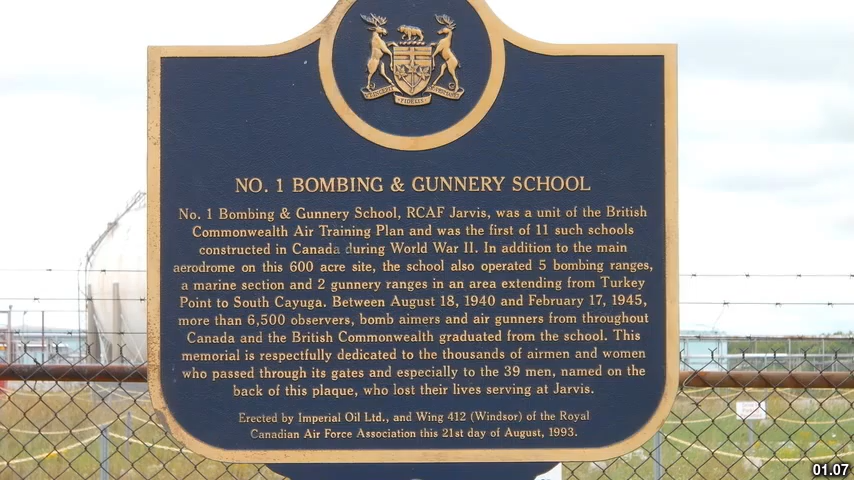 FIDELIS
NO. 1 BOMBING & GUNNERY SCHOOL
No. 1 Bombing & Gunnery School, RCAF Jarvis, was a unit of the British
Commonwealth Air Training Plan and was the first of 11 such schools
constructed in Canada during World War II. In addition to the main
aerodrome on this 600 acre site, the school also operated 5 bombing ranges,
a marine section and 2 gunnery ranges in an area extending from Turkey
Point to South Cayuga. Between August 18, 1940 and February 17, 1945,
more than 6,500 observers, bomb aimers and air gunners from throughout
Canada and the British Commonwealth graduated from the school. This
memorial is respectfully dedicated to the thousands of airmen and women
who passed through its gates and especially to the 39 men, named on the
back of this plaque, who lost their lives serving at Jarvis.
Erected by Imperial Oil Ltd., and Wing 412 (Windsor) of the Royal
Canadian Air Force Association this 21st day of August, 1993.
01.07